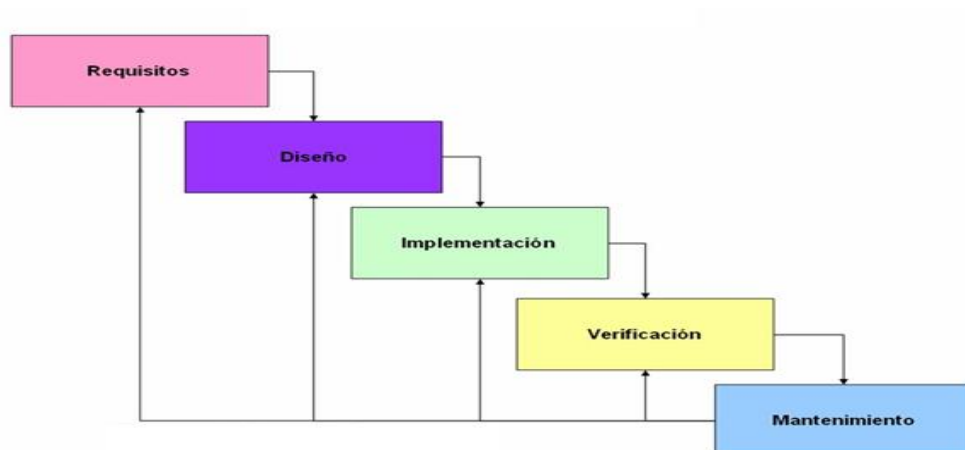 Requisitos
Diseño
Implementación
Verificación
Mantenimiento